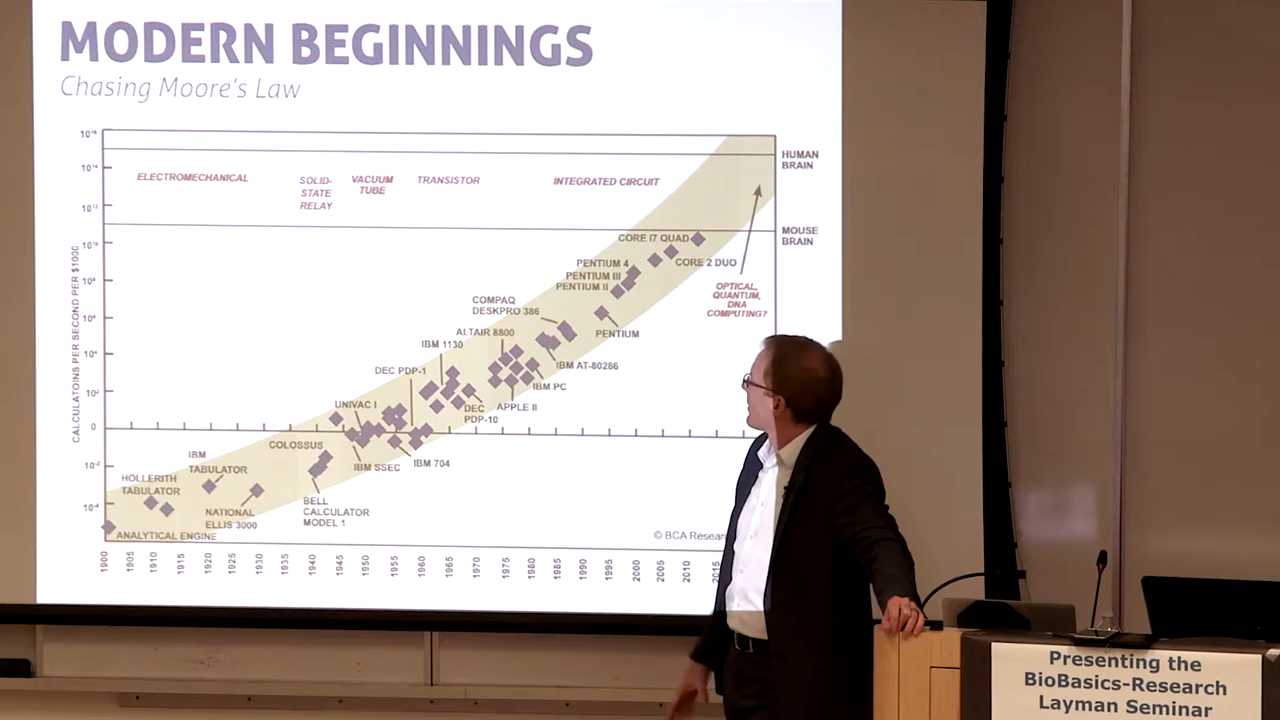 MODERN BEGINNINGS
Chasing Moore's Law
CALCULATOINS PER SECOND PER $1000
10¹⁶
10¹⁴
10¹²
10¹⁰
10⁸
10⁶
10⁴
10²
0
10⁻²
10⁻⁴
ELECTROMECHANICAL
SOLID-
STATE
RELAY
VACUUM
TUBE
TRANSISTOR
INTEGRATED CIRCUIT
HUMAN
BRAIN
MOUSE
BRAIN
CORE I7 QUAD
CORE 2 DUO
PENTIUM 4
PENTIUM III
PENTIUM II
PENTIUM
OPTICAL,
QUANTUM,
DNA
COMPUTING?
COMPAQ
DESKPRO 386
ALTAIR 8800
IBM 1130
IBM AT-80286
IBM PC
DEC PDP-1
APPLE II
DEC
PDP-10
UNIVAC I
COLOSSUS
IBM SSEC
IBM 704
IBM
TABULATOR
HOLLERITH
TABULATOR
NATIONAL
ELLIS 3000
BELL
CALCULATOR
MODEL 1
ANALYTICAL ENGINE
© BCA Resear
1900 1905 1910 1915 1920 1925 1930 1935 1940 1945 1950 1955 1960 1965 1970 1975 1980 1985 1990 1995 2000 2005 2010 2015
Presenting the
BioBasics-Research
Layman Seminar